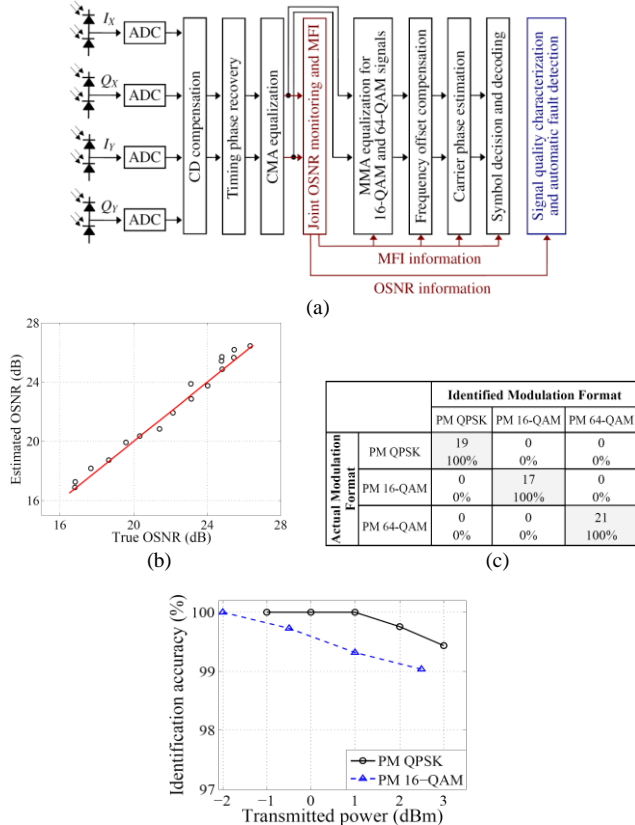 I_X
ADC
Q_X
ADC
I_Y
ADC
Q_Y
ADC
CD compensation
Timing phase recovery
CMA equalization
Joint OSNR monitoring and MFI
MMA equalization for
16-QAM and 64-QAM signals
Frequency offset compensation
Carrier phase estimation
Symbol decision and decoding
Signal quality characterization
and automatic fault detection
MFI information
OSNR information
(a)
Estimated OSNR (dB)
28
24
20
16
16 20 24 28
True OSNR (dB)
(b)
Identified Modulation Format
PM QPSK PM 16-QAM PM 64-QAM
Actual Modulation
Format
PM QPSK 19 0 0
100% 0% 0%
PM 16-QAM 0 17 0
0% 100% 0%
PM 64-QAM 0 0 21
0% 0% 100%
(c)
Identification accuracy (%)
100
99
98
97
PM QPSK
PM 16−QAM
−2 −1 0 1 2 3
Transmitted power (dBm)